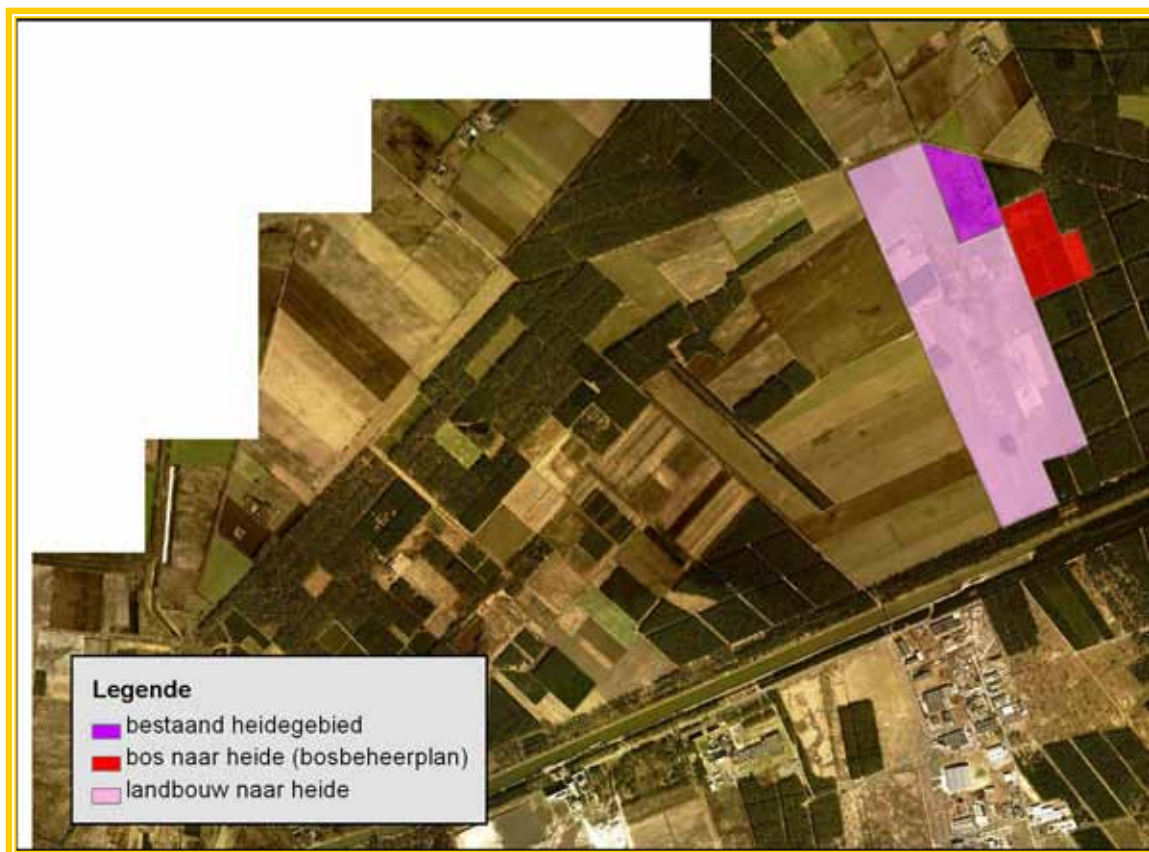 Legende
bestaand heidegebied
bos naar heide (bosbeheerplan)
landbouw naar heide